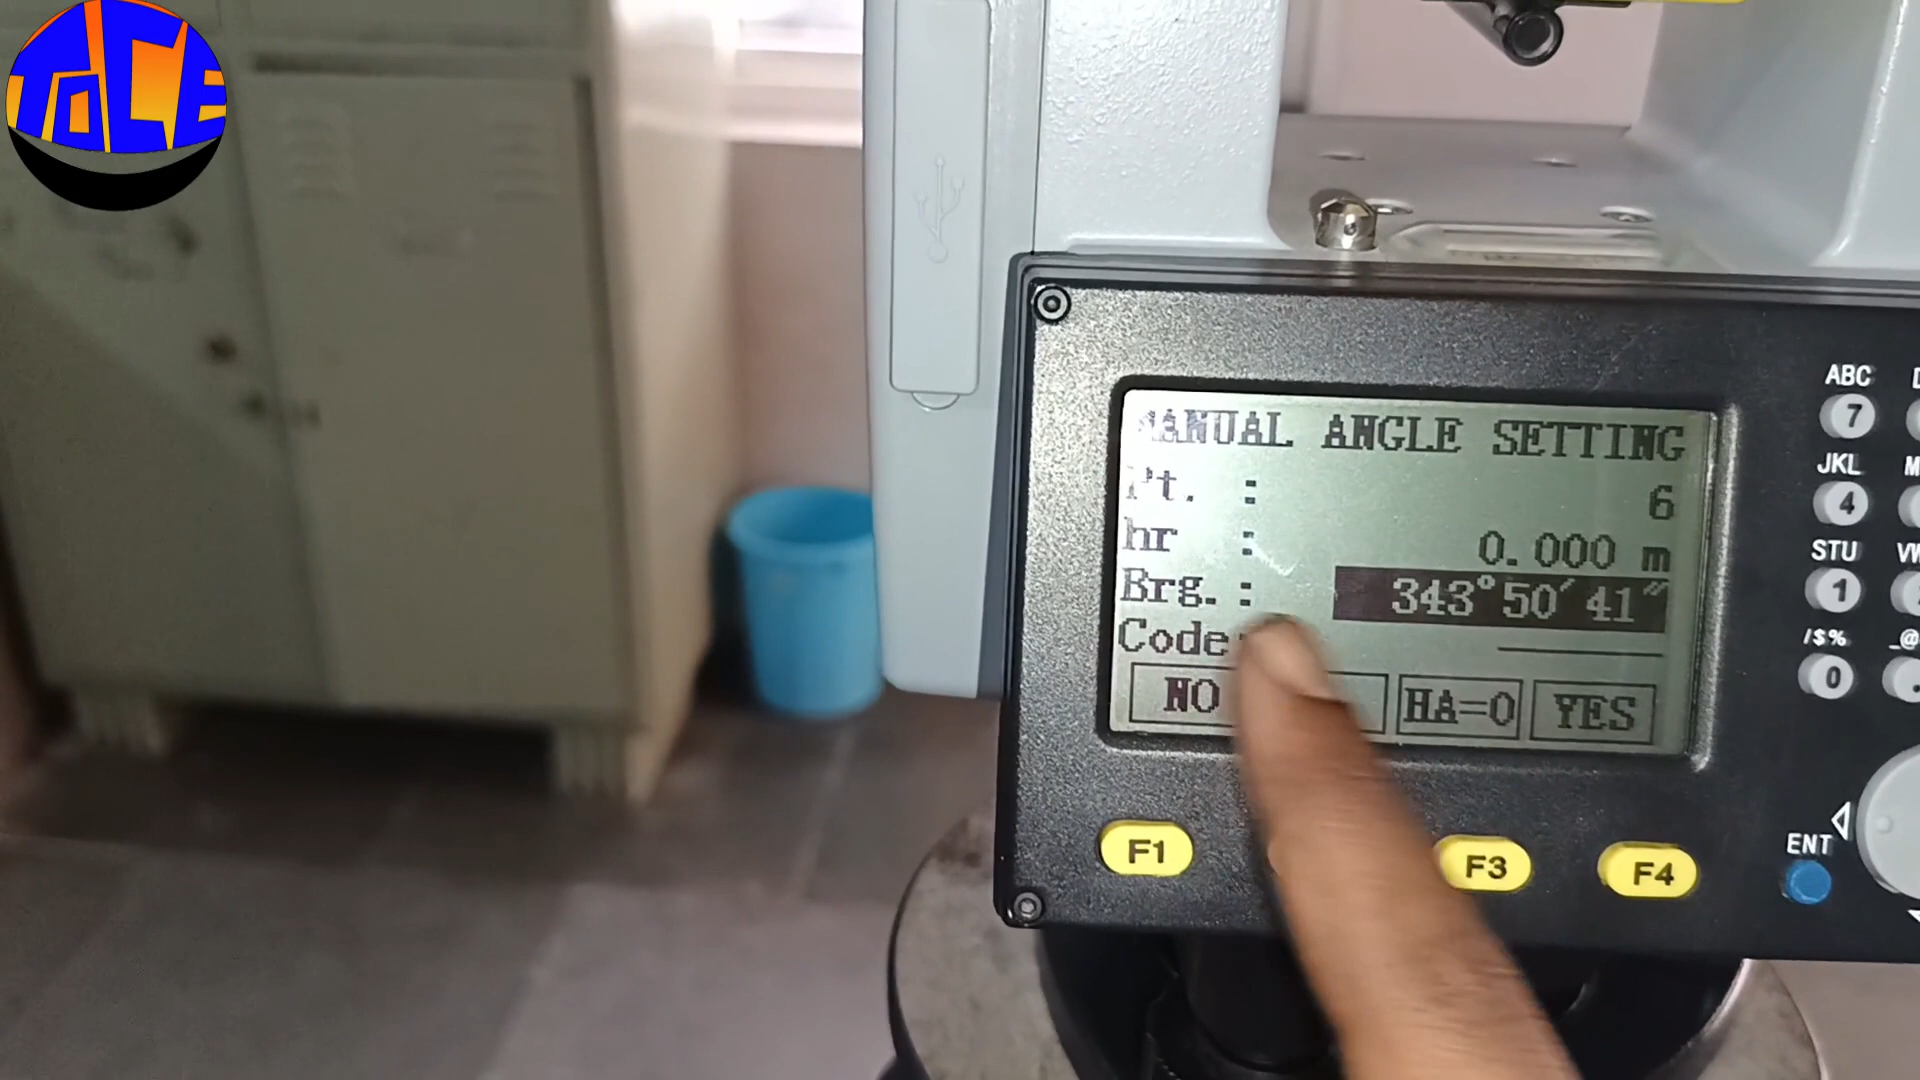 TDCE
MANUAL ANGLE SETTING
Pt. : 6
hr : 0.000 m
Brg. : 343°50′41″
Code
NO
HA=0 YES
F1 F3 F4
ABC
7
JKL
4
STU
1
/$%
0
ENT